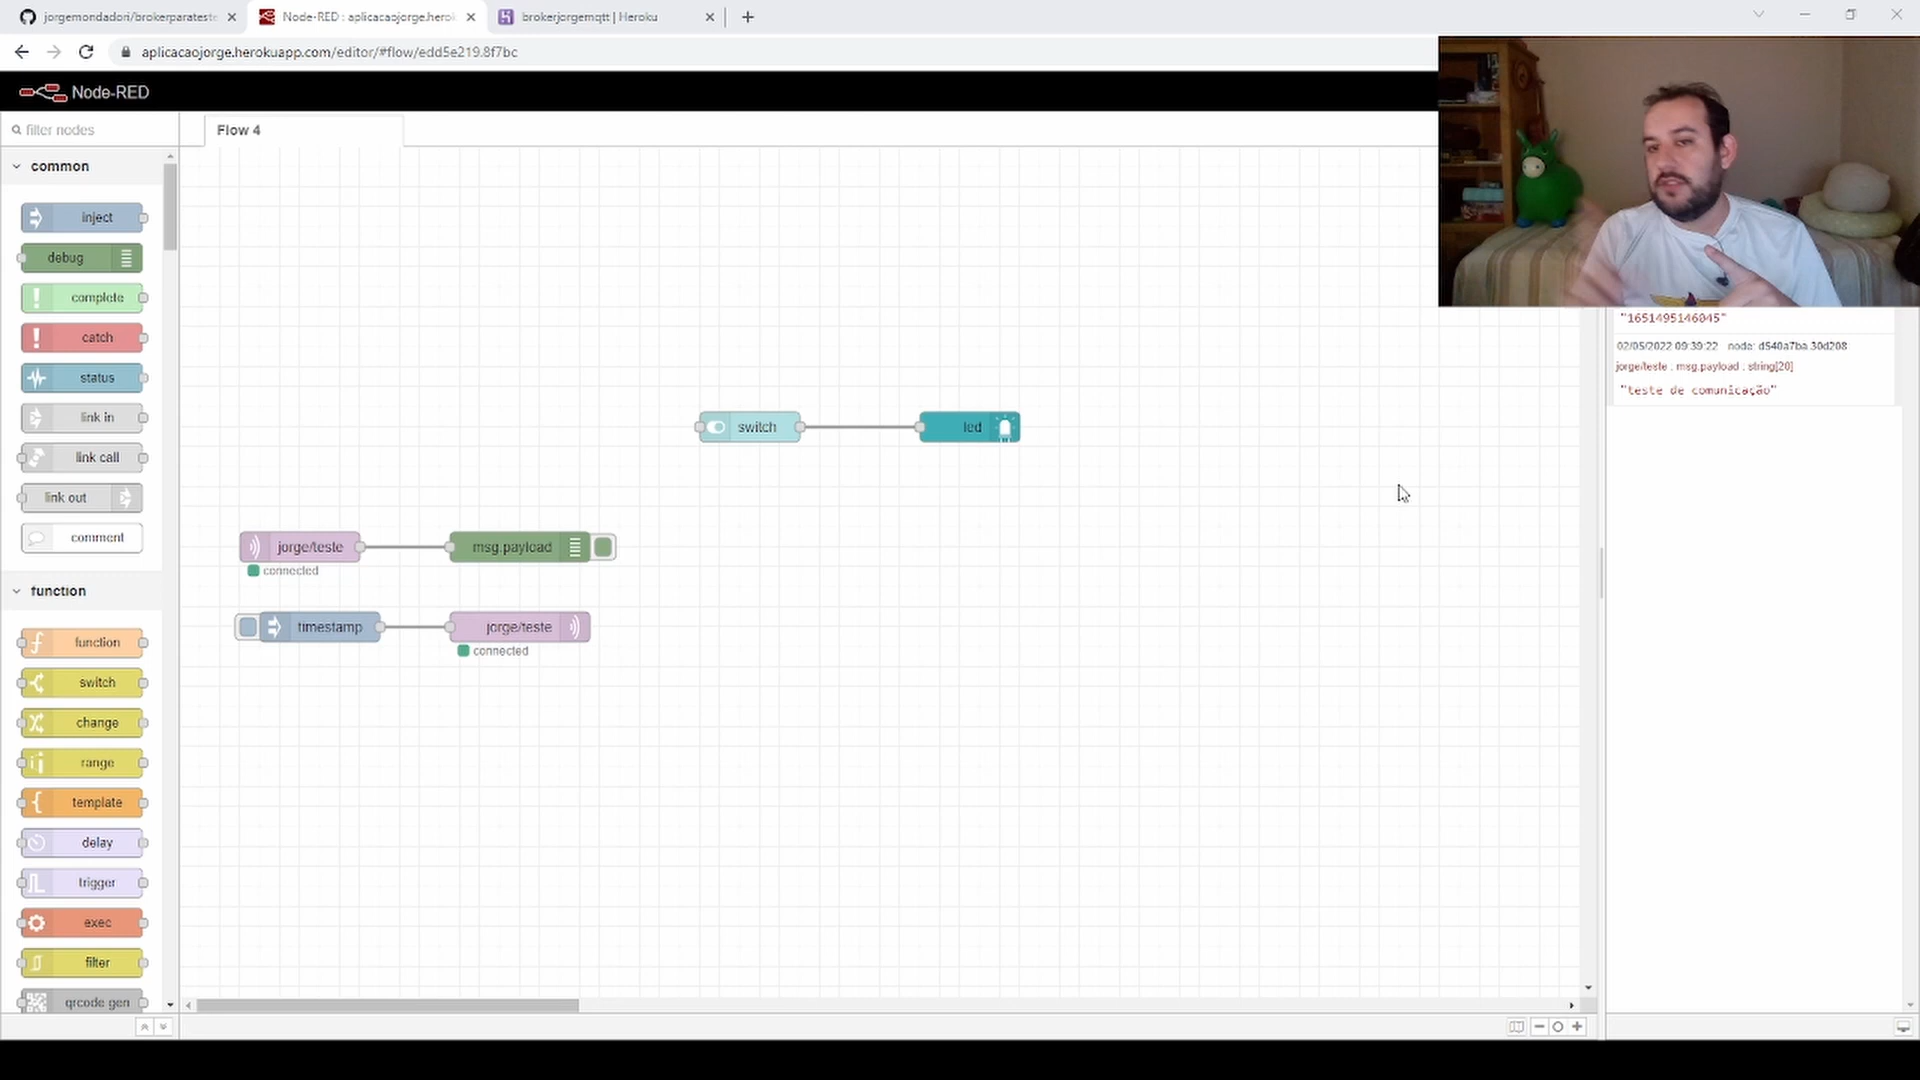 jorgemondadori/brokerparateste
Node-RED : aplicacaojorge.herok
brokerjorgemqtt | Heroku
aplicacaojorge.herokuapp.com/editor/#flow/edd5e219.8f7bc
Node-RED
filter nodes
Flow 4
common
inject
debug
complete
catch
status
link in
link call
link out
comment
function
function
switch
change
range
template
delay
trigger
exec
filter
qrcode gen
switch
led
jorge/teste
msg.payload
connected
timestamp
jorge/teste
connected
"1651495146045"
02/05/2022 09:39:22 node: d540a7ba.30d208
jorge/teste : msg.payload : string[20]
"teste de comunicação"